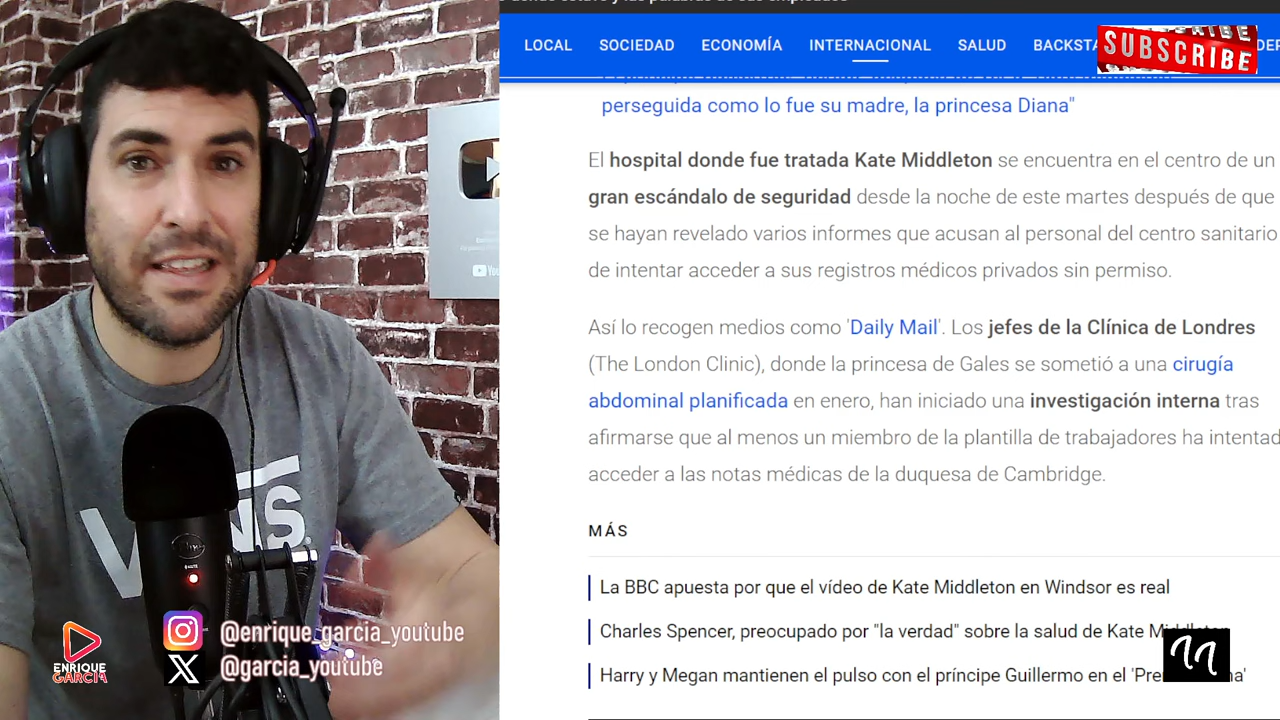 LOCAL SOCIEDAD ECONOMÍA INTERNACIONAL SALUD
SUBSCRIBE
perseguida como lo fue su madre, la princesa Diana"
El hospital donde fue tratada Kate Middleton se encuentra en el centro de un
gran escándalo de seguridad desde la noche de este martes después de que
se hayan revelado varios informes que acusan al personal del centro sanitario
de intentar acceder a sus registros médicos privados sin permiso.
Así lo recogen medios como 'Daily Mail'. Los jefes de la Clínica de Londres
(The London Clinic), donde la princesa de Gales se sometió a una cirugía
abdominal planificada en enero, han iniciado una investigación interna tras
afirmarse que al menos un miembro de la plantilla de trabajadores ha intentad
acceder a las notas médicas de la duquesa de Cambridge.
MÁS
La BBC apuesta por que el vídeo de Kate Middleton en Windsor es real
Charles Spencer, preocupado por "la verdad" sobre la salud de Kate
Harry y Megan mantienen el pulso con el príncipe Guillermo en el
VANS
ENRIQUE
GARCIA
@enrique_garcia_youtube
@garcia_youtube